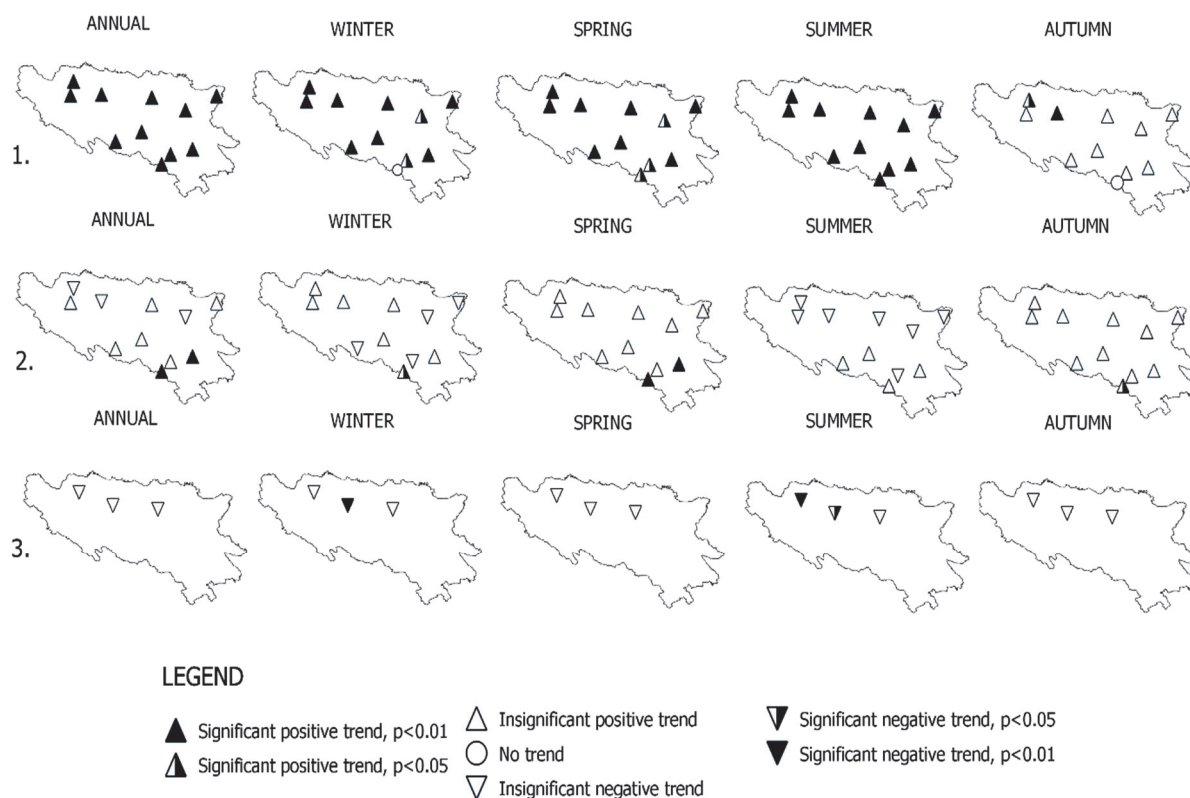 ANNUAL WINTER SPRING SUMMER AUTUMN
1.
ANNUAL WINTER SPRING SUMMER AUTUMN
2.
ANNUAL WINTER SPRING SUMMER AUTUMN
3.
LEGEND
Significant positive trend, p<0.01
Significant positive trend, p<0.05
Insignificant positive trend
No trend
Insignificant negative trend
Significant negative trend, p<0.05
Significant negative trend, p<0.01